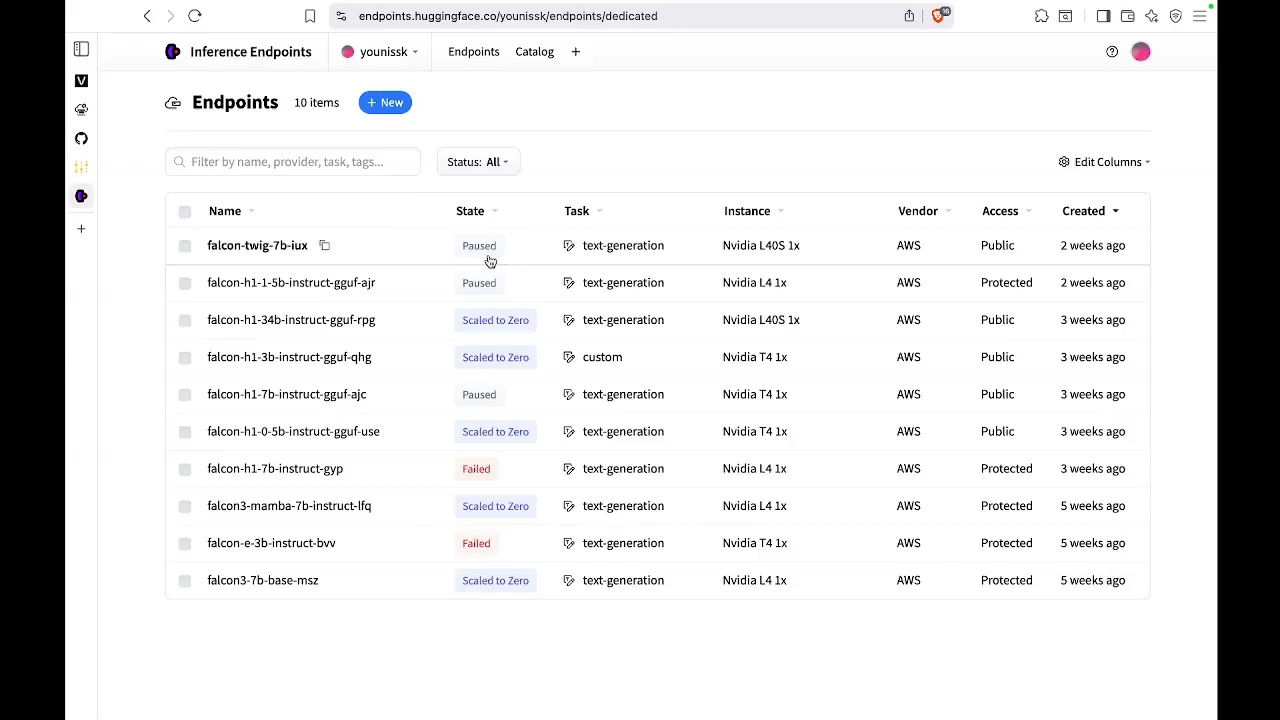 endpoints.huggingface.co/younissk/endpoints/dedicated
16
Inference Endpoints
younissk
Endpoints
Catalog
+
V
Endpoints
10 items
+ New
Filter by name, provider, task, tags...
Status: All
Edit Columns
Name State Task Instance Vendor Access Created
falcon-twig-7b-iux Paused text-generation Nvidia L40S 1x AWS Public 2 weeks ago
falcon-h1-1-5b-instruct-gguf-ajr Paused text-generation Nvidia L4 1x AWS Protected 2 weeks ago
falcon-h1-34b-instruct-gguf-rpg Scaled to Zero text-generation Nvidia L40S 1x AWS Public 3 weeks ago
falcon-h1-3b-instruct-gguf-qhg Scaled to Zero custom Nvidia T4 1x AWS Public 3 weeks ago
falcon-h1-7b-instruct-gguf-ajc Paused text-generation Nvidia T4 1x AWS Public 3 weeks ago
falcon-h1-0-5b-instruct-gguf-use Scaled to Zero text-generation Nvidia T4 1x AWS Public 3 weeks ago
falcon-h1-7b-instruct-gyp Failed text-generation Nvidia L4 1x AWS Protected 3 weeks ago
falcon3-mamba-7b-instruct-lfq Scaled to Zero text-generation Nvidia L4 1x AWS Protected 5 weeks ago
falcon-e-3b-instruct-bvv Failed text-generation Nvidia T4 1x AWS Protected 5 weeks ago
falcon3-7b-base-msz Scaled to Zero text-generation Nvidia L4 1x AWS Protected 5 weeks ago